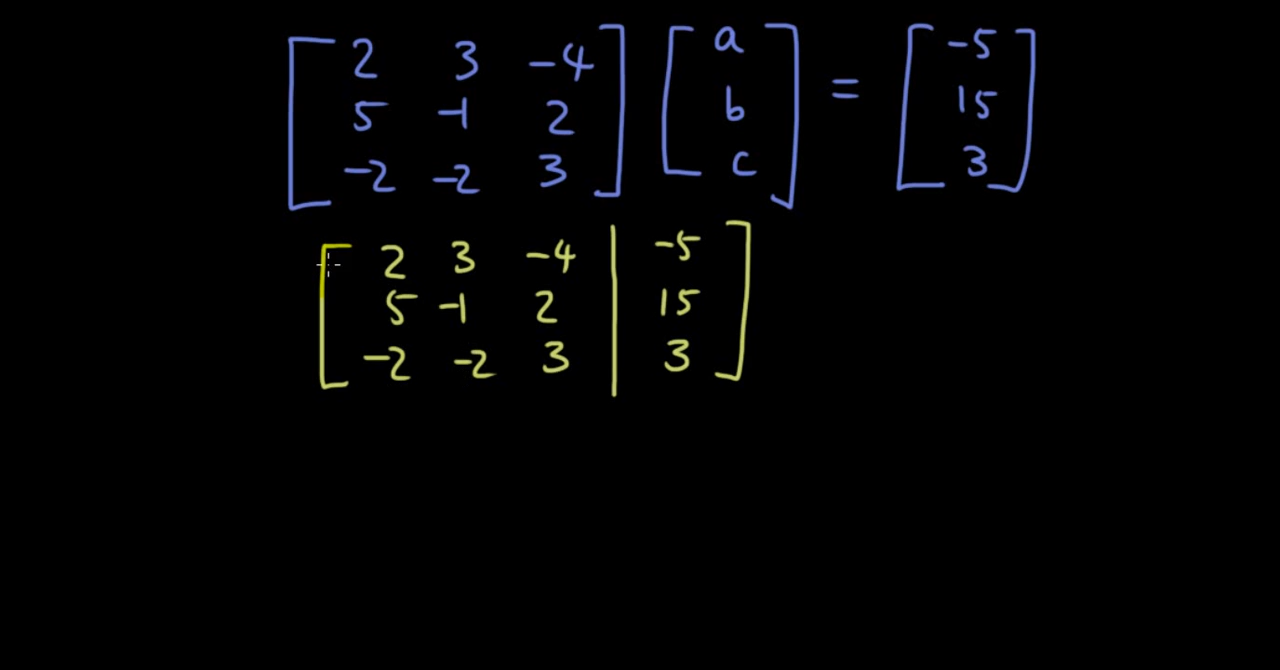 2 3 -4 a = -5
5 -1 2 b 15
-2 -2 3 c 3
2 3 -4 | -5
5 -1 2 | 15
-2 -2 3 | 3